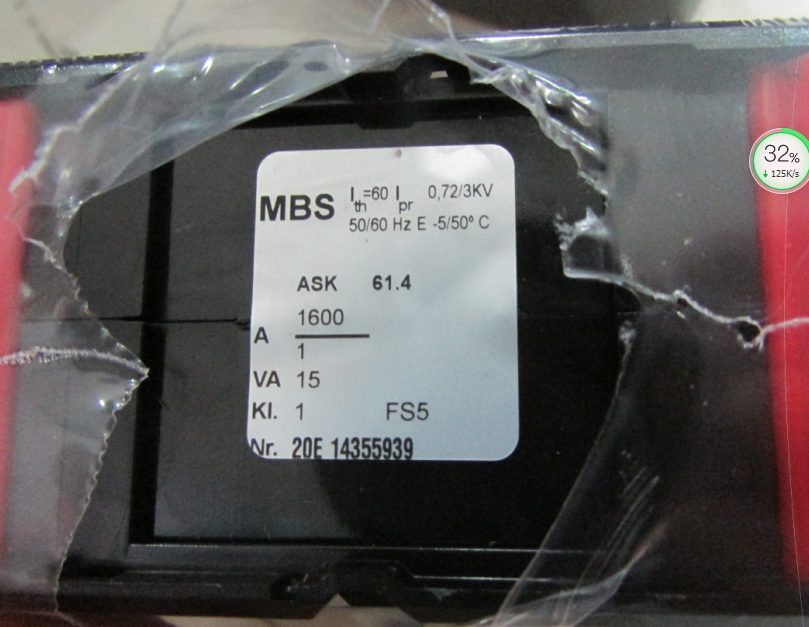 MBS
Ith=60 Ipr 0,72/3KV
50/60 Hz E -5/50º C
ASK 61.4
A 1600
1
VA 15
Kl. 1 FS5
Nr. 20E 14355939
32%
125K/s